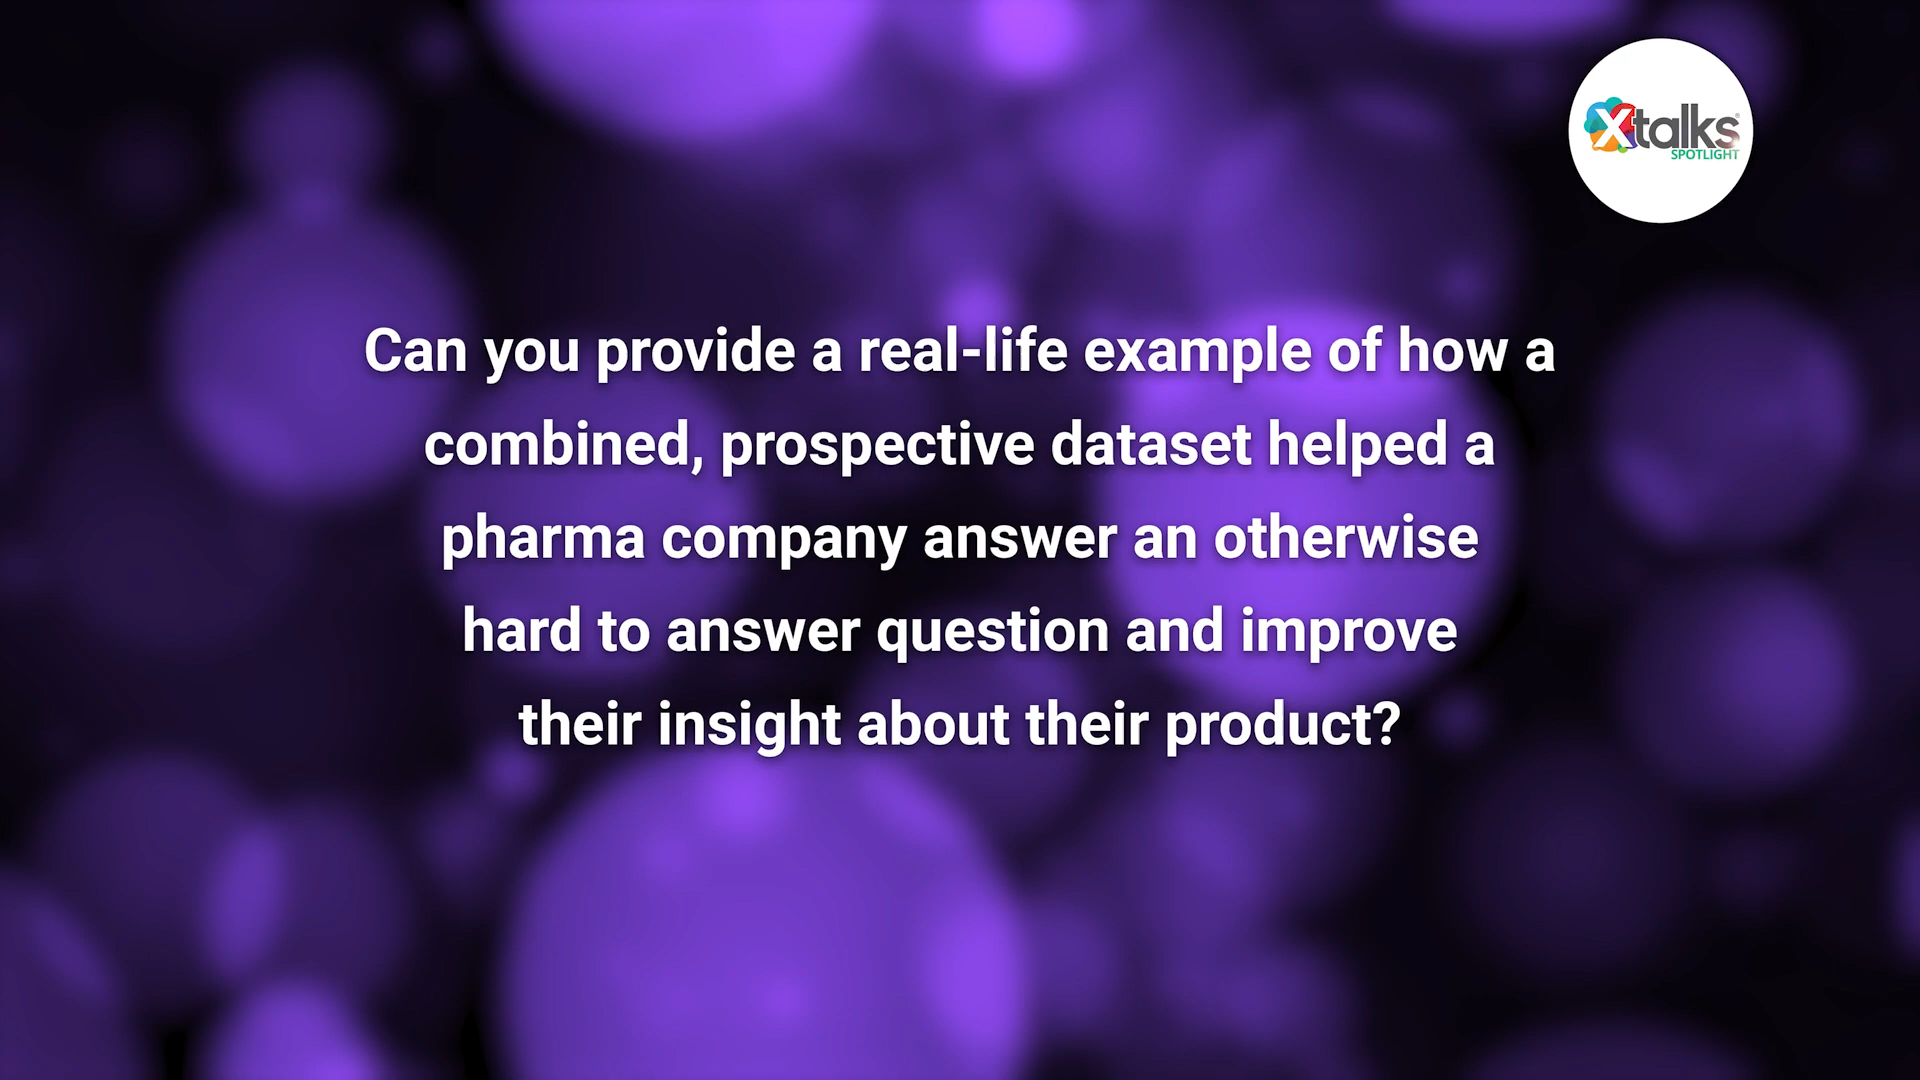 Xtalks
SPOTLIGHT
Can you provide a real-life example of how a
combined, prospective dataset helped a
pharma company answer an otherwise
hard to answer question and improve
their insight about their product?